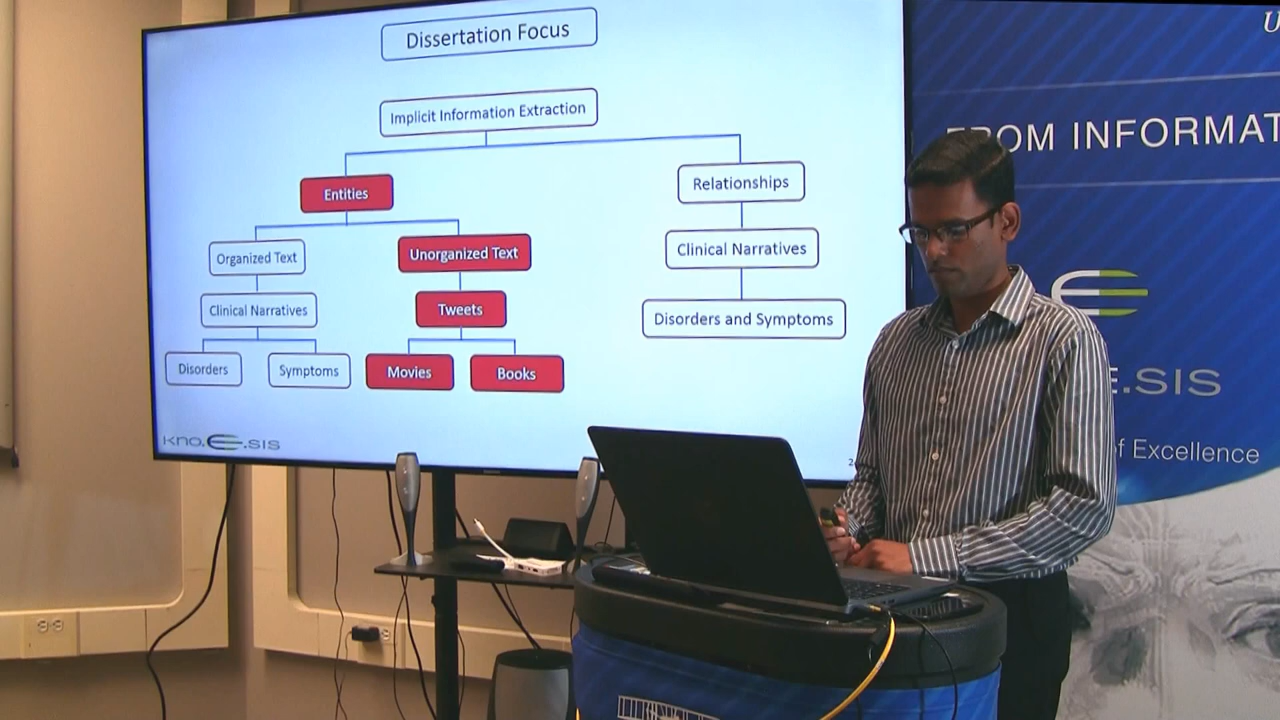 Dissertation Focus
Implicit Information Extraction
Entities
Relationships
Organized Text
Unorganized Text
Clinical Narratives
Clinical Narratives
Tweets
Disorders and Symptoms
Disorders
Symptoms
Movies
Books
kno.e.sis
FROM INFORMAT
.SIS
of Excellence